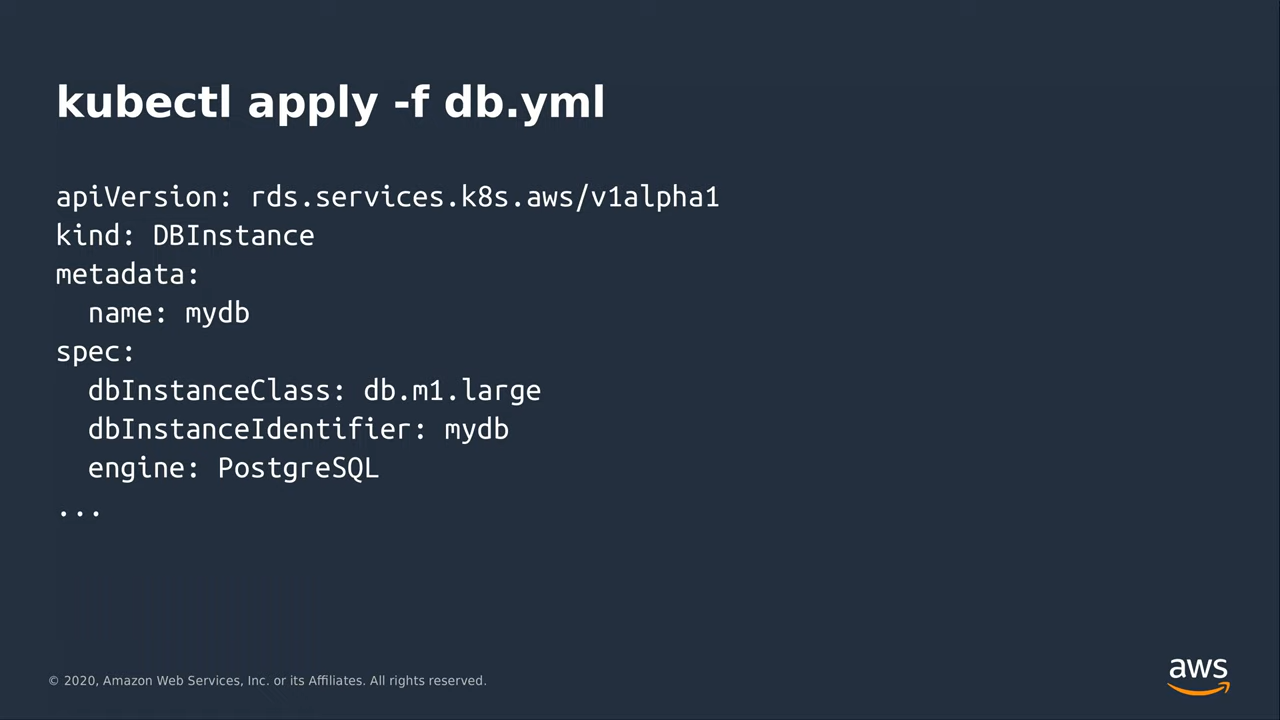 kubectl apply -f db.yml
apiVersion: rds.services.k8s.aws/v1alpha1
kind: DBInstance
metadata:
  name: mydb
spec:
  dbInstanceClass: db.m1.large
  dbInstanceIdentifier: mydb
  engine: PostgreSQL
...
© 2020, Amazon Web Services, Inc. or its Affiliates. All rights reserved.
aws